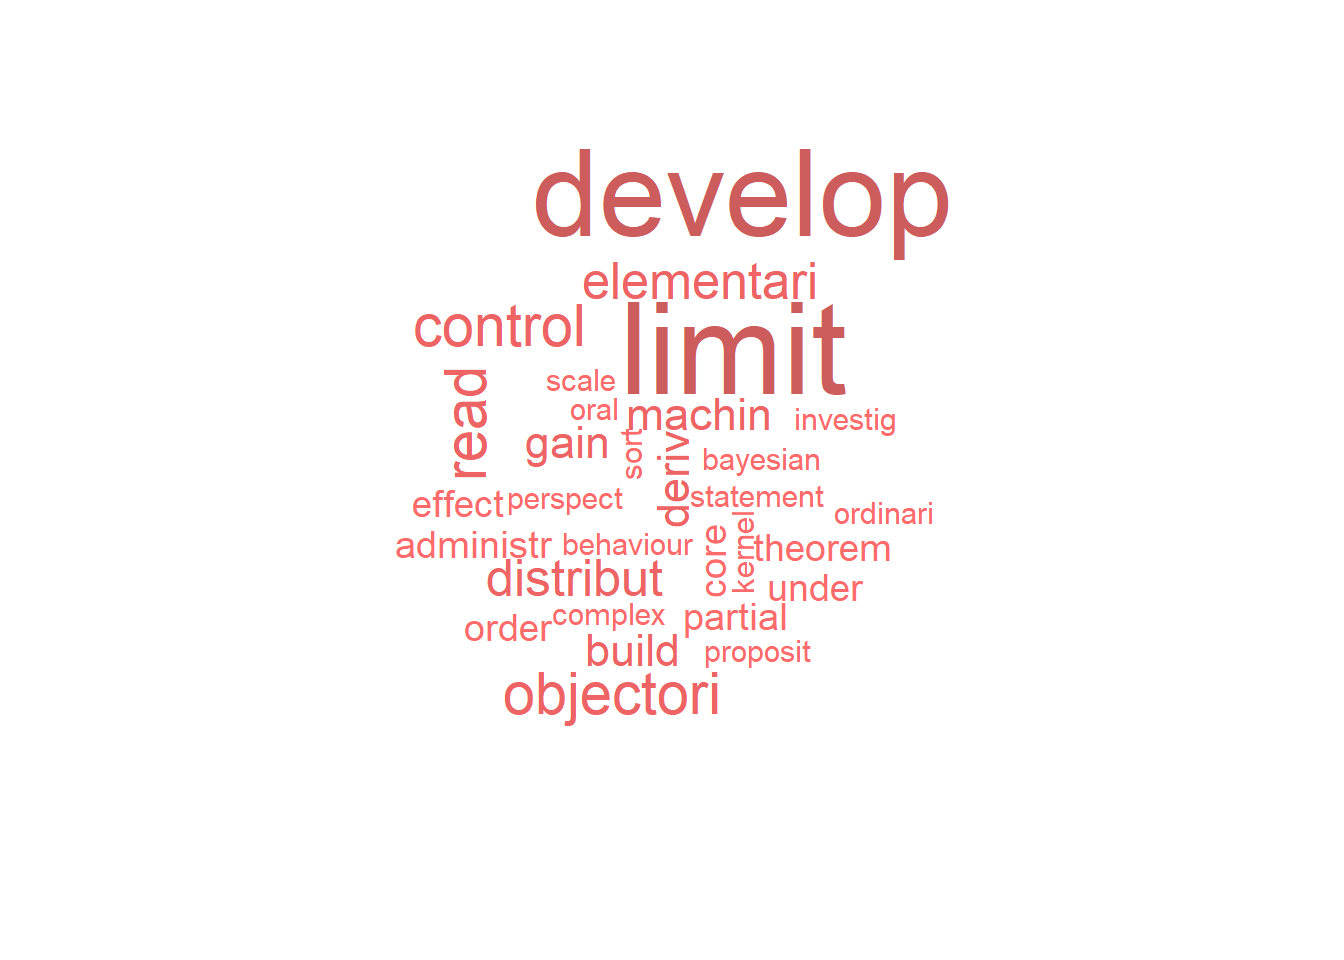 develop
elementari
control
limit
read
scale
oral
machin
investig
gain
sort
deriv
bayesian
effect
perspect
statement
ordinari
administr
behaviour
core
kernel
theorem
distribut
under
order
complex
partial
build
proposit
objectori